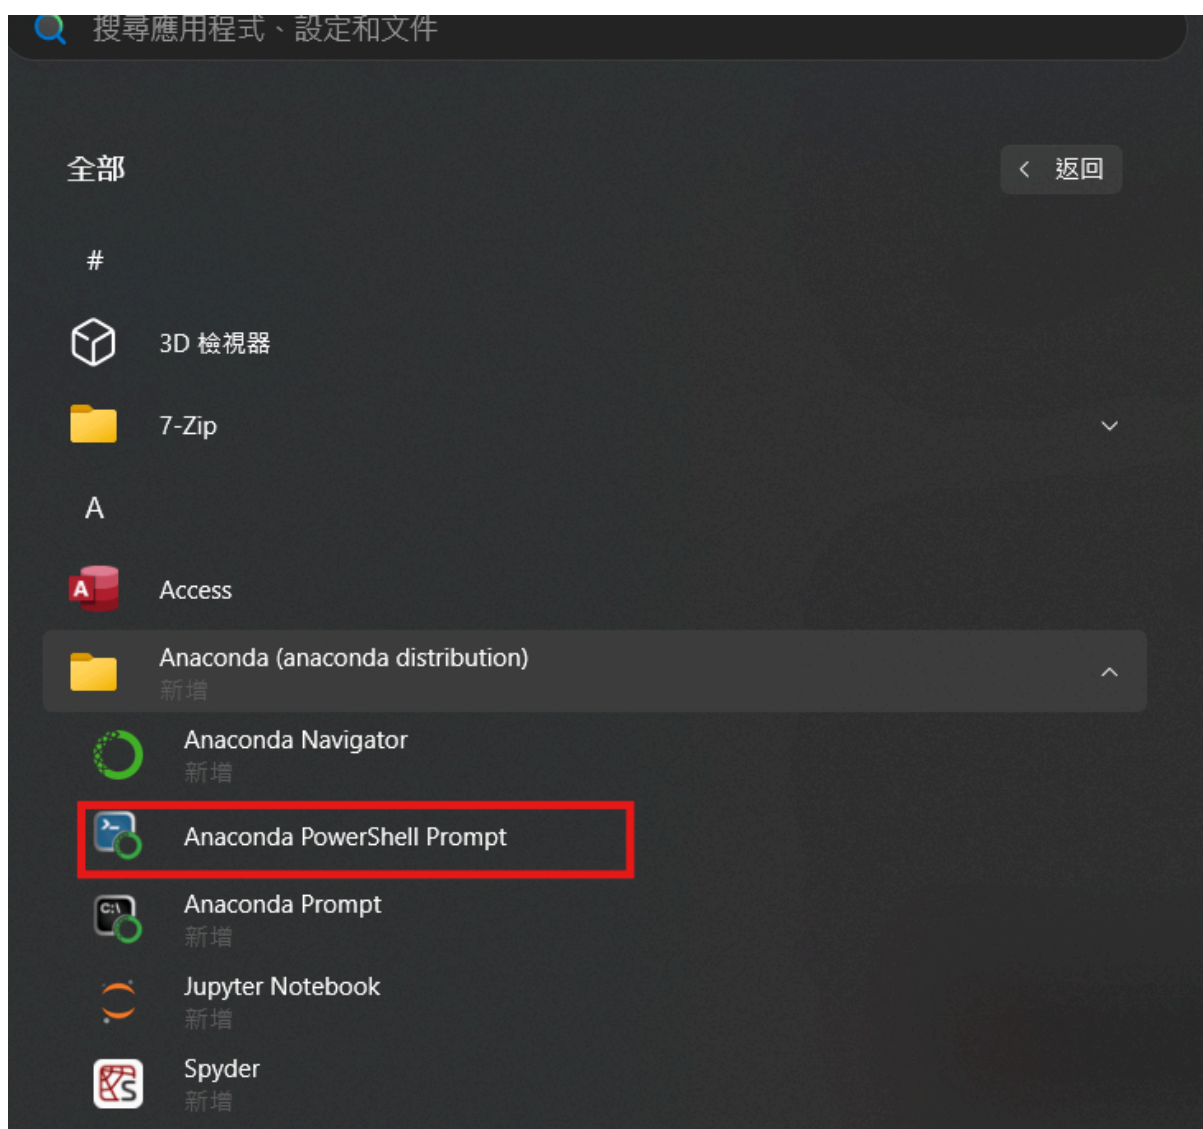 搜尋應用程式、設定和文件
全部
返回
#
3D 檢視器
7-Zip
A
A
Access
Anaconda (anaconda distribution)
新增
Anaconda Navigator
新增
>_
Anaconda PowerShell Prompt
C:\
Anaconda Prompt
新增
Jupyter Notebook
新增
S
Spyder
新增